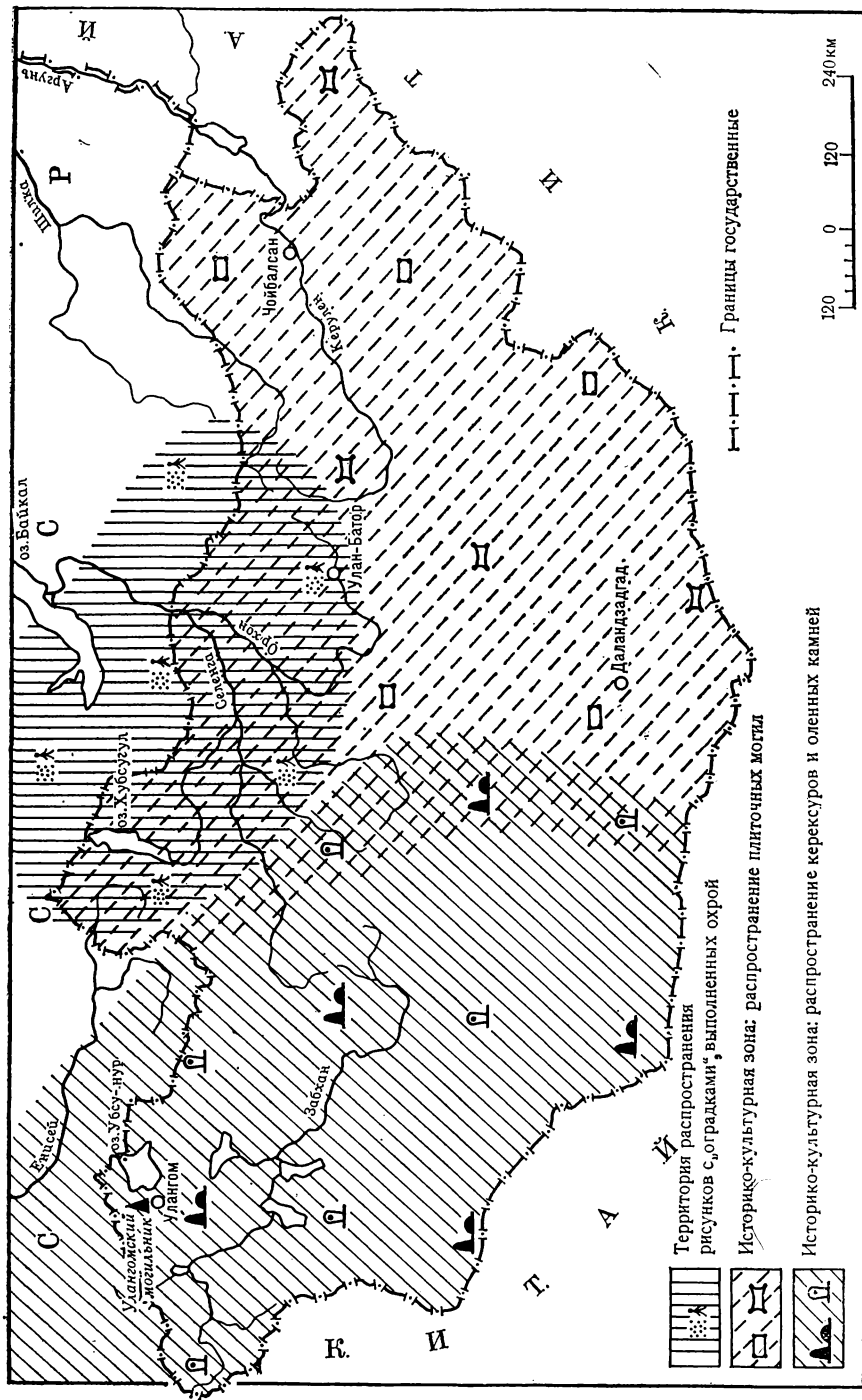 С
С
С
Р
К
И
Т
А
Й
К
И
Т
А
Й
Енисей
оз. Убсу-нур
Улангомский
могильник
Улангом
Забхан
оз. Хубсугул
оз. Байкал
Селенга
Орхон
Улан-Батор
Шилка
Аргунь
Чойбалсан
Керулен
Даландзадгад
Территория распространения
рисунков с „оградками“, выполненных охрой
Историко-культурная зона: распространение плиточных могил
Историко-культурная зона: распространение керексуров и оленных камней
Границы государственные
120 0 120 240 км